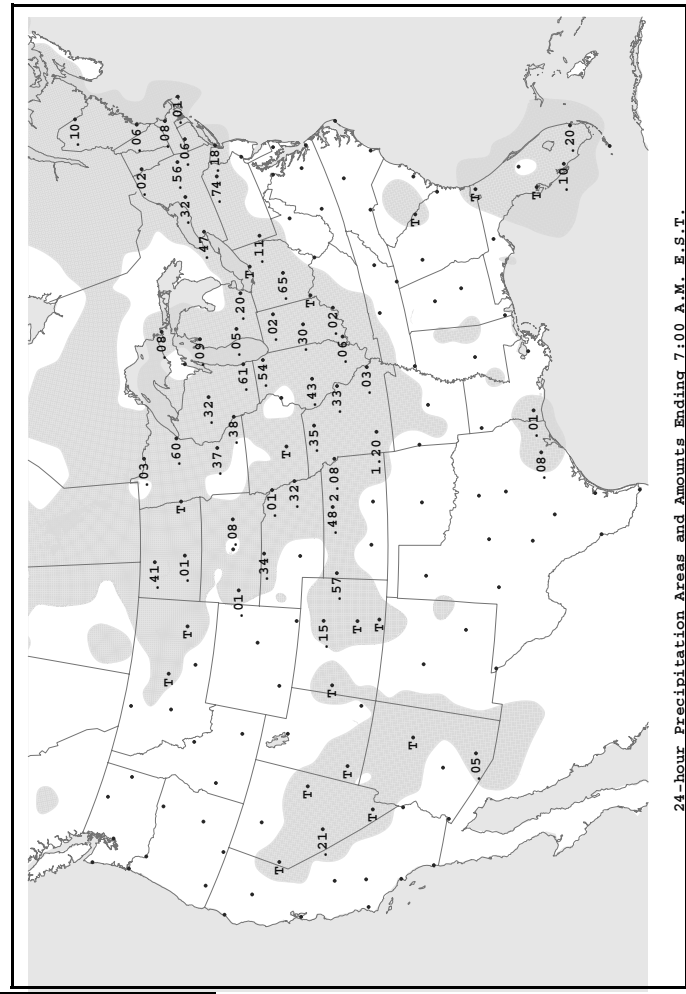 .10
.06
.02
.03
.41
.08
.08
T
.60
.56
.01
T
.01
.06
T
.32
.09
.47
.32
.18
.37
.74
.08
.38
.05
.01
.20
.61
T
.11
.34
.54
.01
.02
T
.65
T
.32
.30
T
T
.43
.35
.21
.15
T
.48 2.08
.02
.57
.33
.06
T
T
.03
T
1.20
T
T
T
.05
T
.01
T
.08
.10
.20
24-hour Precipitation Areas and Amounts Ending 7:00 A.M. E.S.T.